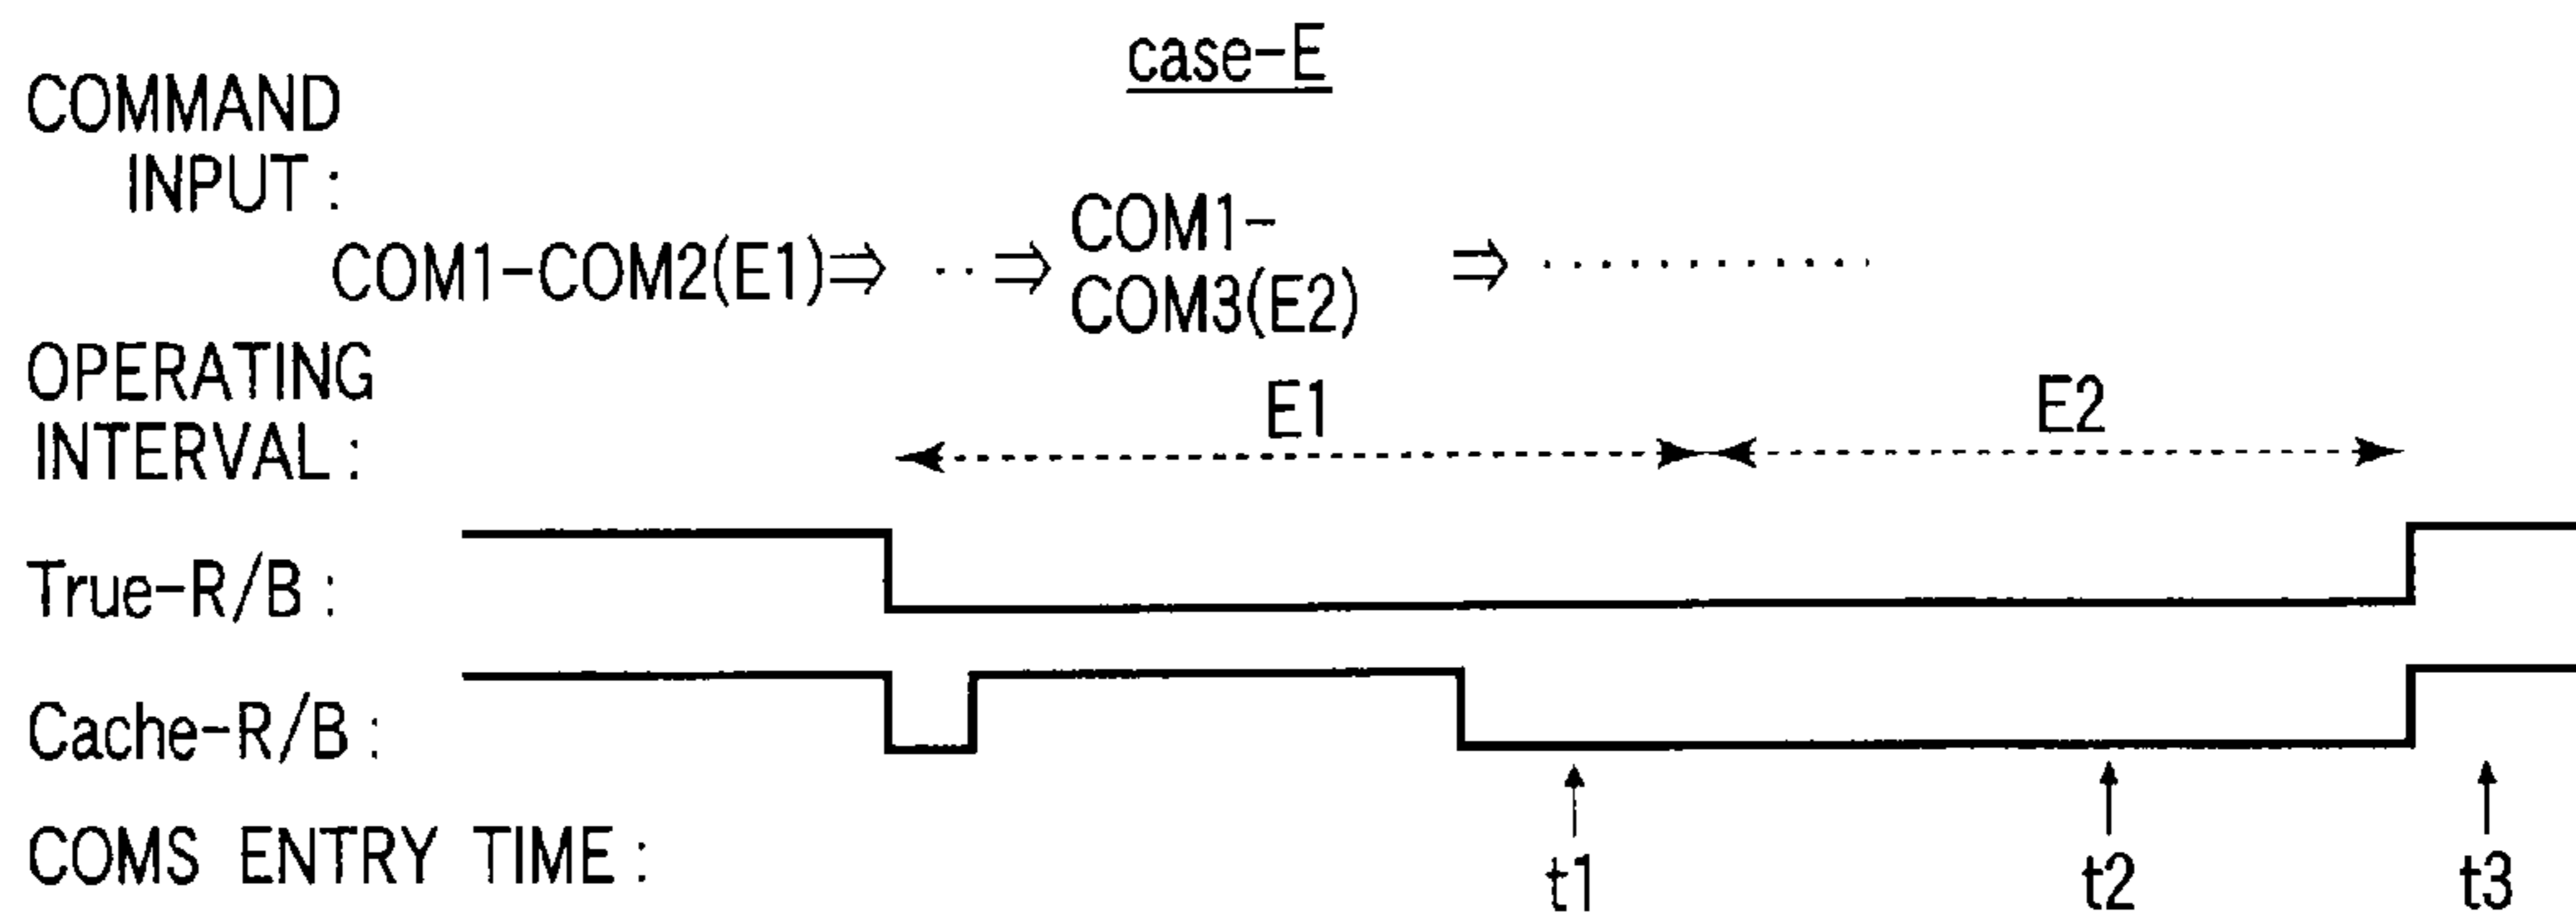 case-E
COMMAND
INPUT :
COM1-COM2(E1)⇒ ·· ⇒ COM1-
COM3(E2) ⇒ ............
OPERATING
INTERVAL :
E1 E2
True-R/B :
Cache-R/B :
COMS ENTRY TIME : t1 t2 t3